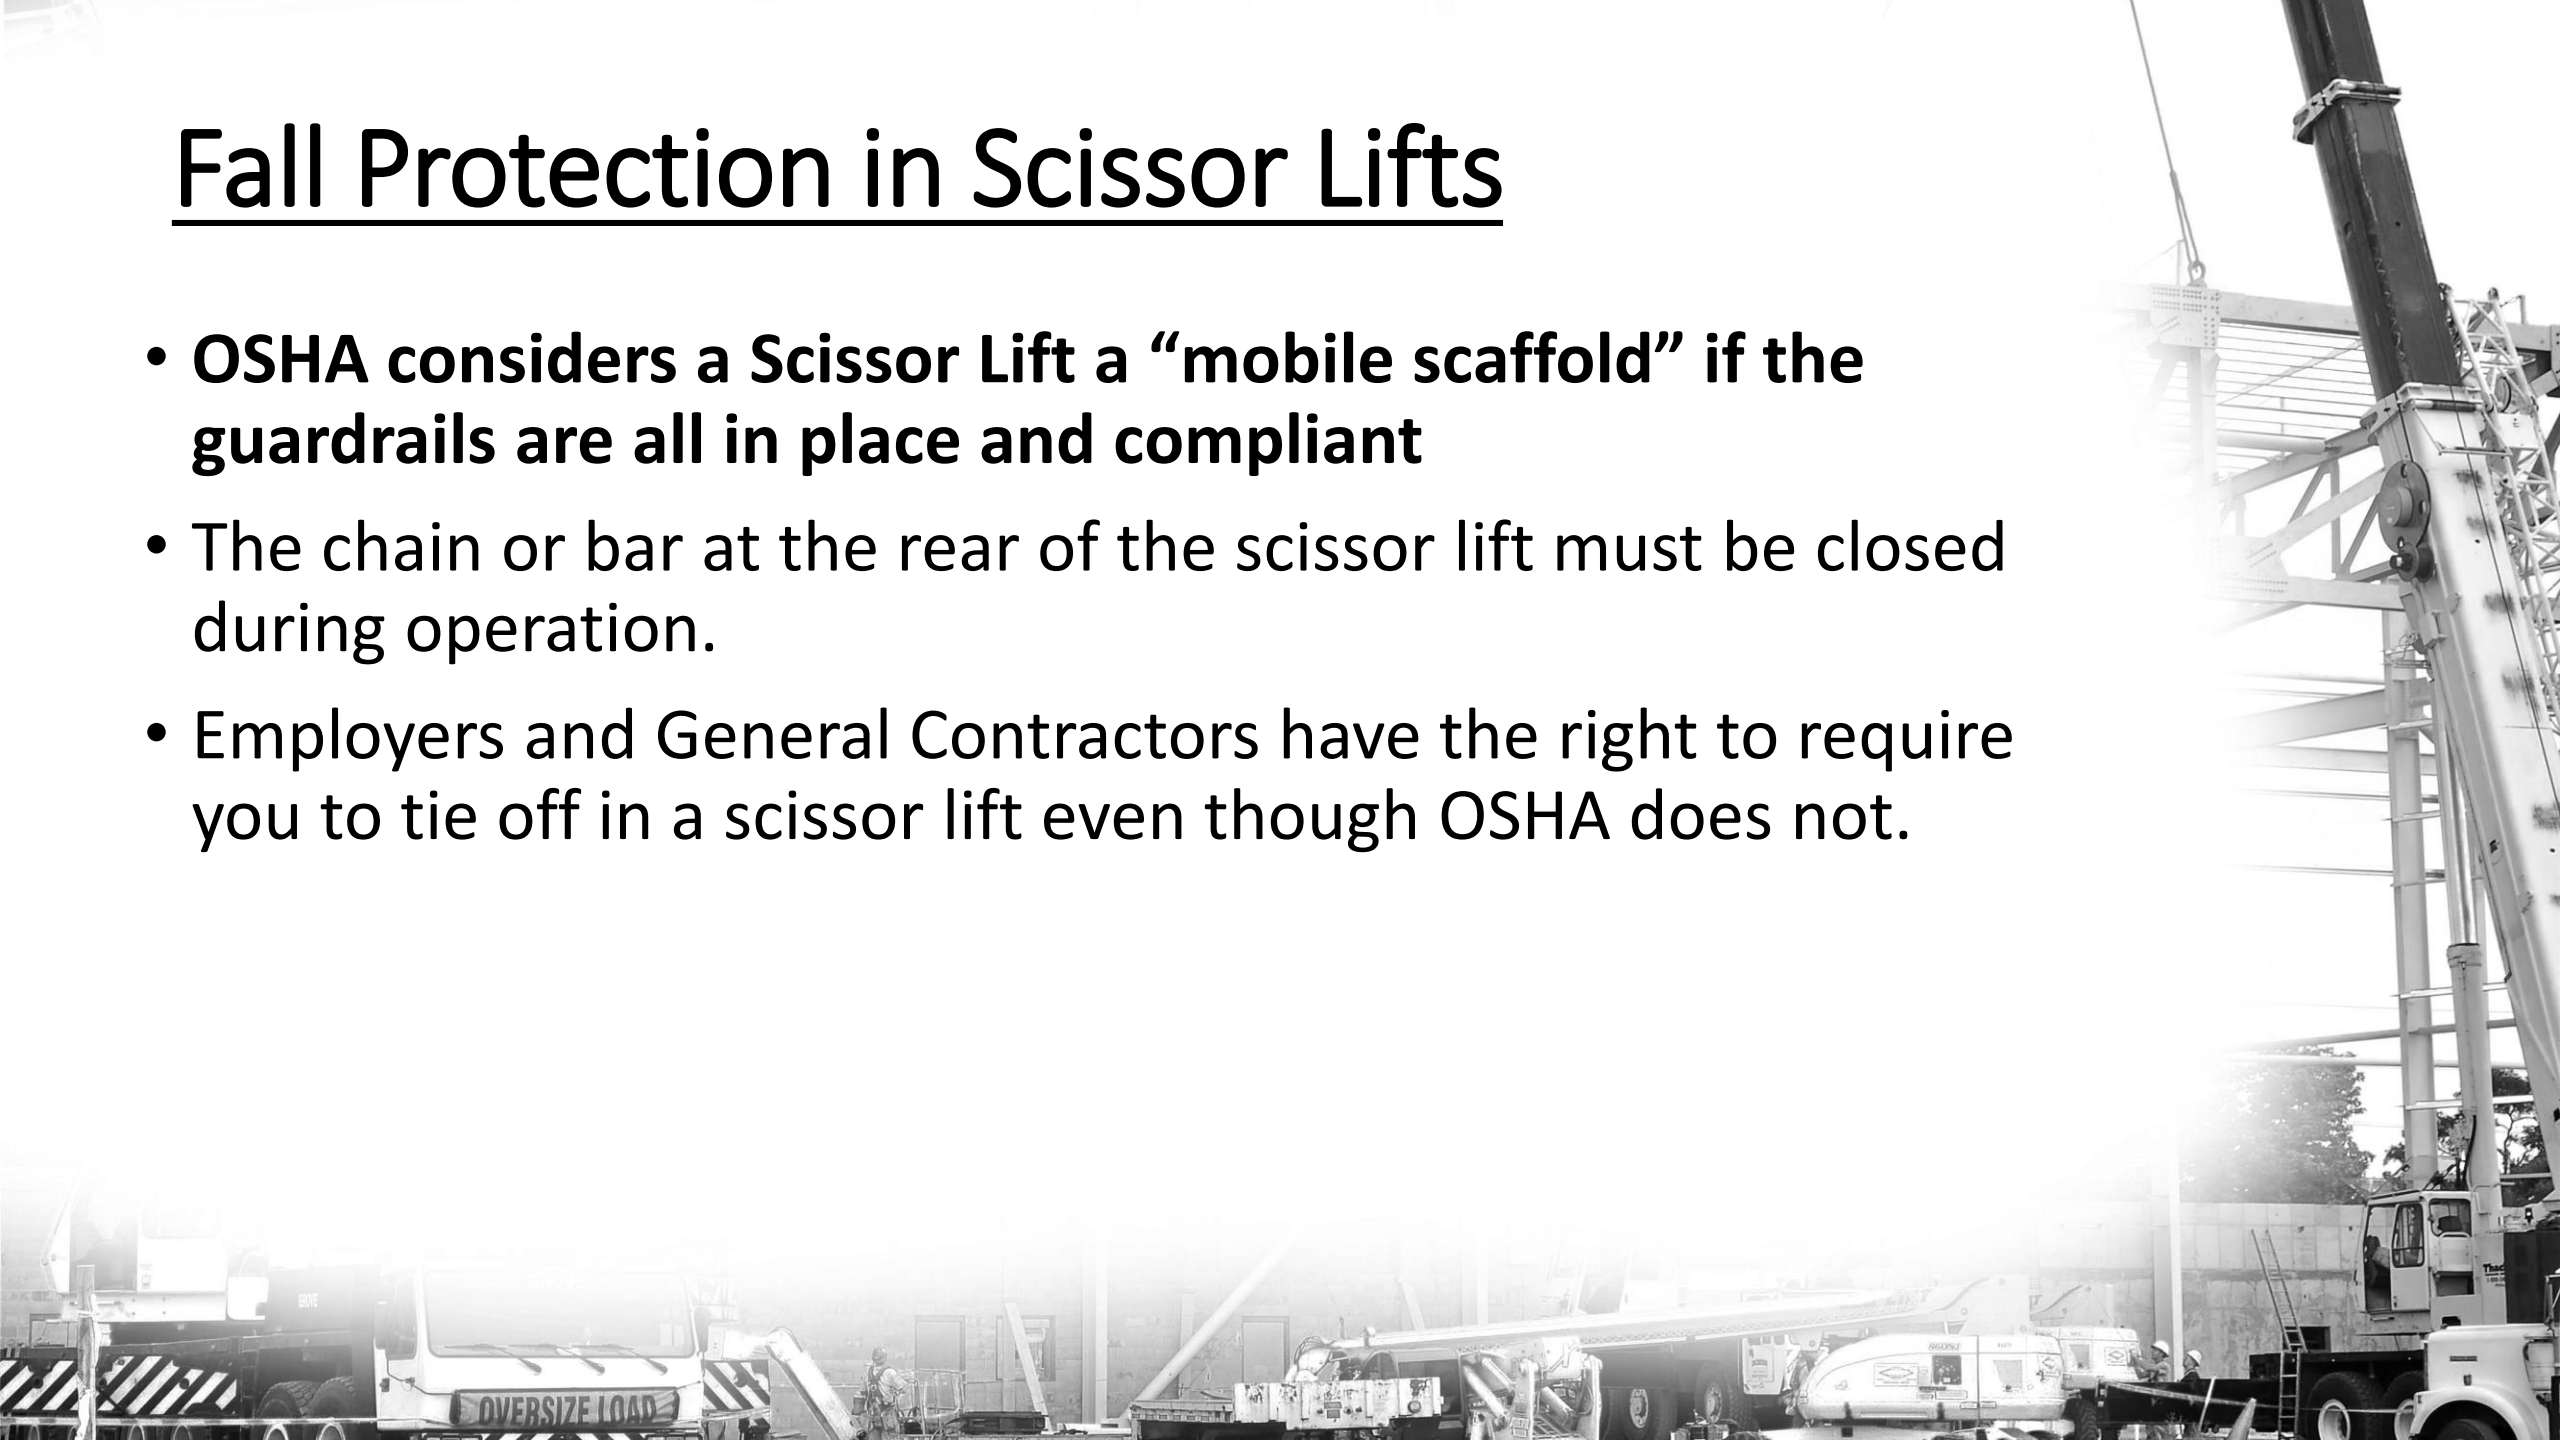 Fall Protection in Scissor Lifts
• OSHA considers a Scissor Lift a “mobile scaffold” if the
guardrails are all in place and compliant
• The chain or bar at the rear of the scissor lift must be closed
during operation.
• Employers and General Contractors have the right to require
you to tie off in a scissor lift even though OSHA does not.
GROVE
OVERSIZE LOAD